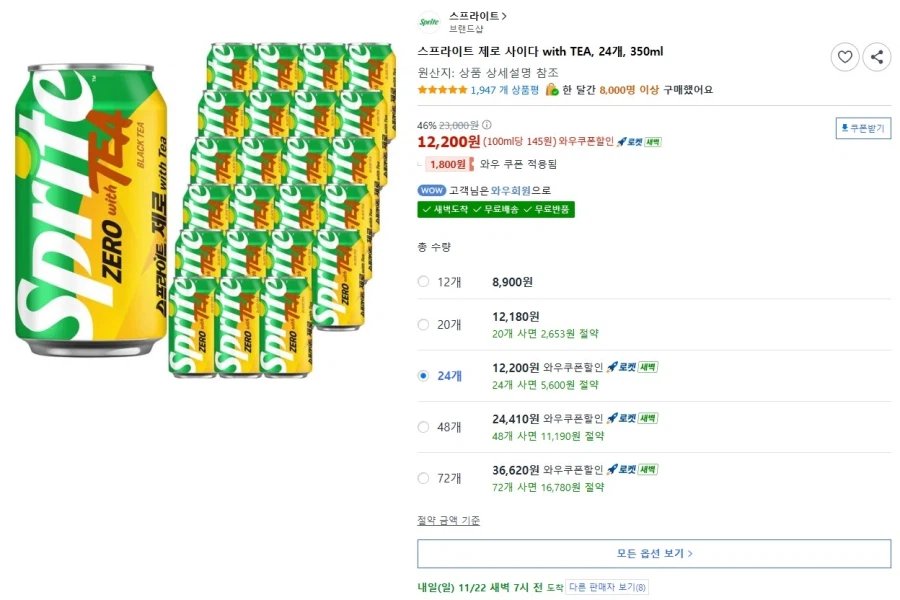 Sprite
ZERO with TEA
BLACK TEA
스프라이트 제로 with Tea
Sprite
스프라이트 >
브랜드샵
스프라이트 제로 사이다 with TEA, 24개, 350ml
원산지: 상품 상세설명 참조
★★★★★ 1,947 개 상품평 한 달간 8,000명 이상 구매했어요
46% 23,000원
12,200원 (100ml당 145원) 와우쿠폰할인 로켓 새벽
쿠폰받기
1,800원 와우 쿠폰 적용됨
WOW 고객님은 와우회원으로
✓ 새벽도착 ✓ 무료배송 ✓ 무료반품
총 수량
12개 8,900원
20개 12,180원
20개 사면 2,653원 절약
24개 12,200원 와우쿠폰할인 로켓 새벽
24개 사면 5,600원 절약
48개 24,410원 와우쿠폰할인 로켓 새벽
48개 사면 11,190원 절약
72개 36,620원 와우쿠폰할인 로켓 새벽
72개 사면 16,780원 절약
절약 금액 기준
모든 옵션 보기 >
내일(일) 11/22 새벽 7시 전 도착 다른 판매자 보기(8)